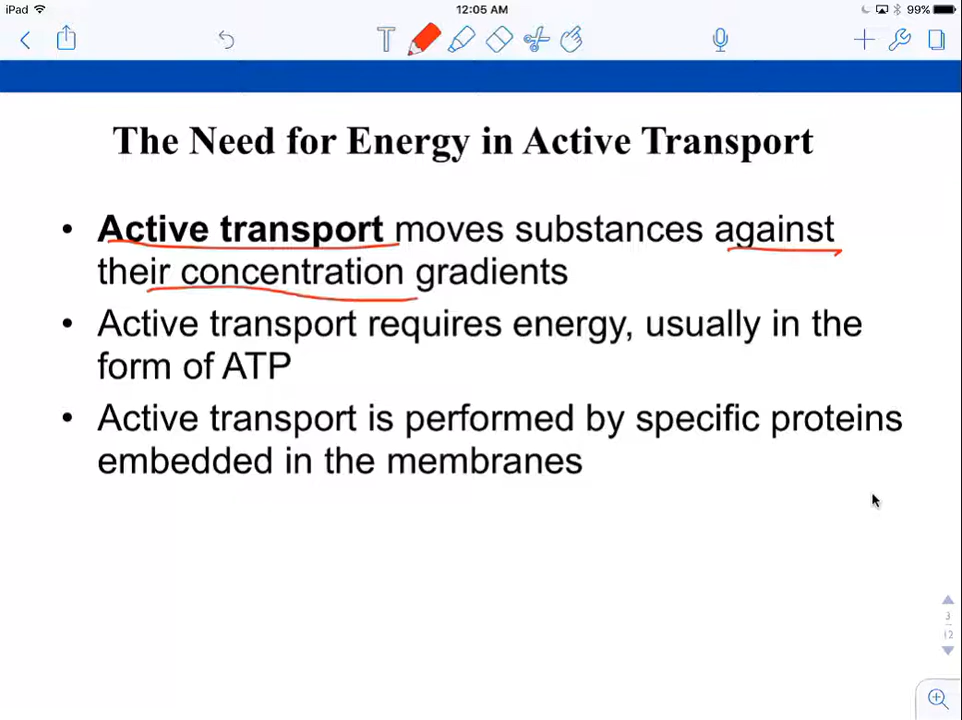 iPad 12:05 AM 99%
T
The Need for Energy in Active Transport
• Active transport moves substances against
their concentration gradients
• Active transport requires energy, usually in the
form of ATP
• Active transport is performed by specific proteins
embedded in the membranes
3